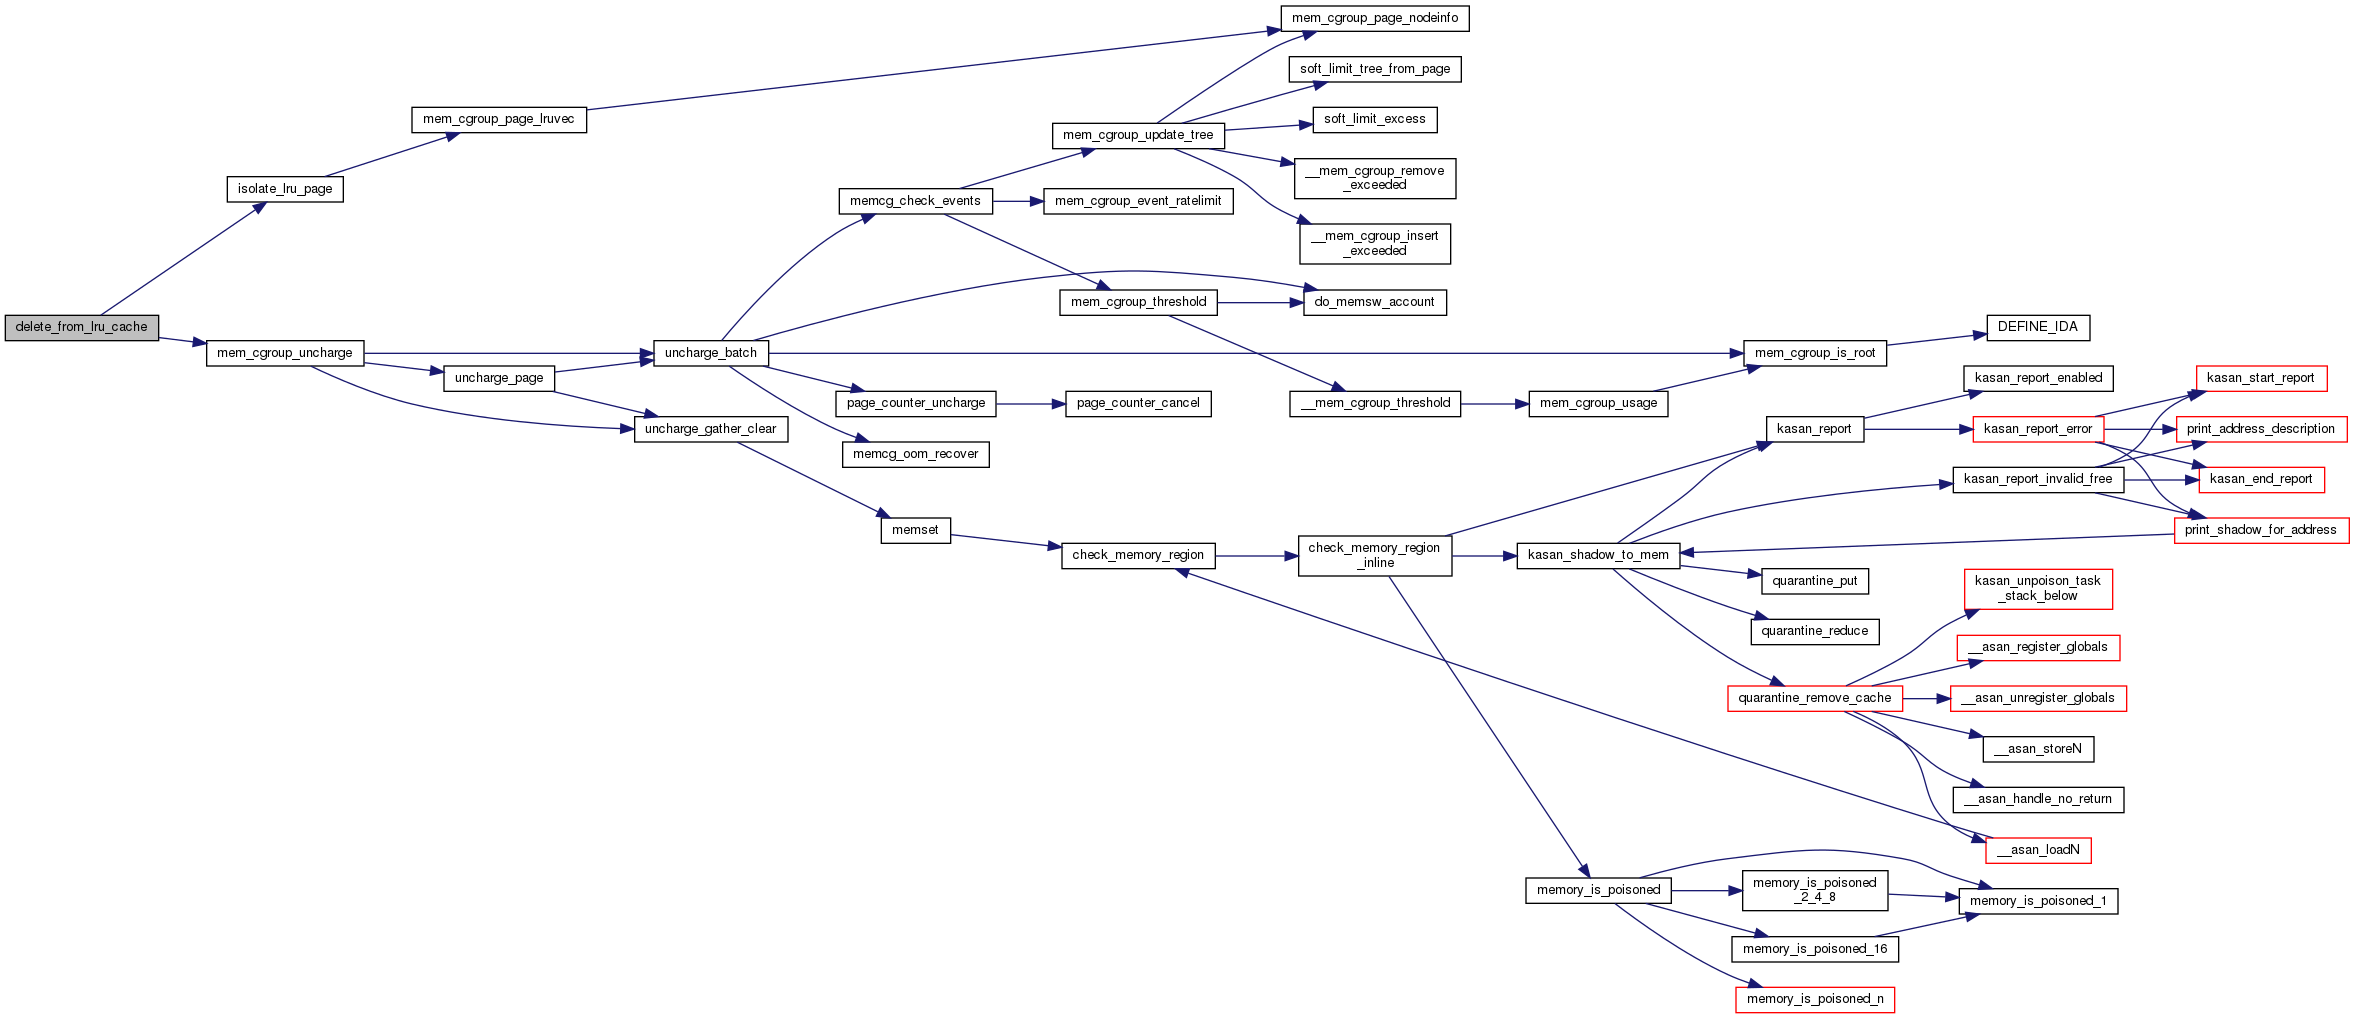 delete_from_lru_cache
isolate_lru_page
mem_cgroup_page_lruvec
mem_cgroup_page_nodeinfo
mem_cgroup_uncharge
uncharge_page
uncharge_batch
uncharge_gather_clear
memcg_check_events
mem_cgroup_update_tree
soft_limit_tree_from_page
soft_limit_excess
__mem_cgroup_remove
_exceeded
__mem_cgroup_insert
_exceeded
mem_cgroup_event_ratelimit
mem_cgroup_threshold
do_memsw_account
__mem_cgroup_threshold
mem_cgroup_usage
mem_cgroup_is_root
DEFINE_IDA
page_counter_uncharge
page_counter_cancel
memcg_oom_recover
memset
check_memory_region
check_memory_region
_inline
kasan_report
kasan_report_enabled
kasan_report_error
kasan_start_report
print_address_description
kasan_end_report
print_shadow_for_address
kasan_report_invalid_free
kasan_shadow_to_mem
quarantine_put
quarantine_reduce
quarantine_remove_cache
kasan_unpoison_task
_stack_below
__asan_register_globals
__asan_unregister_globals
__asan_storeN
__asan_handle_no_return
__asan_loadN
memory_is_poisoned
memory_is_poisoned
_2_4_8
memory_is_poisoned_1
memory_is_poisoned_16
memory_is_poisoned_n